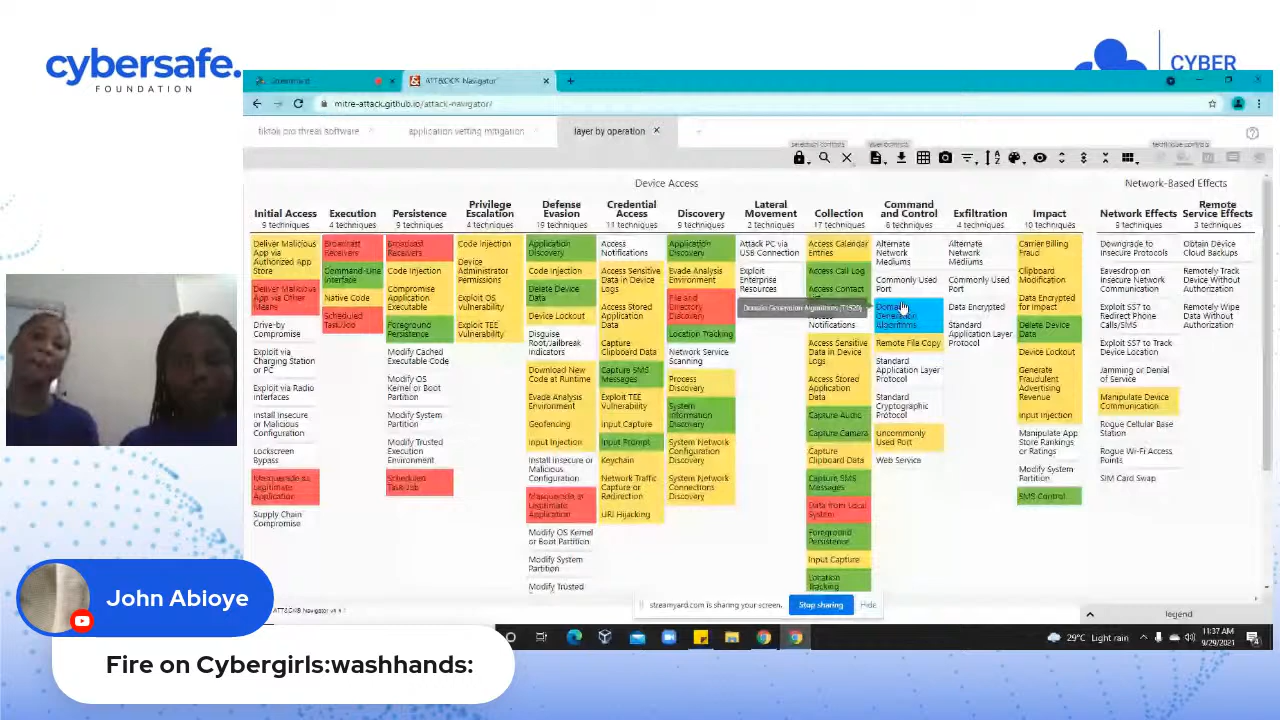 cybersafe.
FOUNDATION
CYBER
ATT&CK® Navigator
mitre-attack.github.io/attack-navigator/
tiktok pro threat software
application vetting mitigation
layer by operation
selection controls
technique controls
Device Access
Network-Based Effects
Initial Access
9 techniques
Deliver Malicious
App via
Authorized App
Store
Deliver Malicious
App via Other
Means
Drive-by
Compromise
Exploit via
Charging Station
or PC
Exploit via Radio
Interfaces
Install Insecure
or Malicious
Configuration
Lockscreen
Bypass
Masquerade as
Legitimate
Application
Supply Chain
Compromise
Execution
4 techniques
Broadcast
Receivers
Command-Line
Interface
Native Code
Scheduled
Task/Job
Persistence
9 techniques
Broadcast
Receivers
Code Injection
Compromise
Application
Executable
Foreground
Persistence
Modify Cached
Executable Code
Modify OS
Kernel or Boot
Partition
Modify System
Partition
Modify Trusted
Execution
Environment
Scheduled
Task/Job
Privilege
Escalation
4 techniques
Code Injection
Device
Administrator
Permissions
Exploit OS
Vulnerability
Exploit TEE
Vulnerability
Defense
Evasion
19 techniques
Application
Discovery
Code Injection
Delete Device
Data
Device Lockout
Disguise
Root/Jailbreak
Indicators
Download New
Code at Runtime
Evade Analysis
Environment
Geofencing
Input Injection
Install Insecure or
Malicious
Configuration
Masquerade as
Legitimate
Application
Modify OS Kernel
or Boot Partition
Modify System
Partition
Modify Trusted
Credential
Access
11 techniques
Access
Notifications
Access Sensitive
Data in Device
Logs
Access Stored
Application
Data
Capture
Clipboard Data
Capture SMS
Messages
Exploit TEE
Vulnerability
Input Capture
Input Prompt
Keychain
Network Traffic
Capture or
Redirection
URI Hijacking
Discovery
9 techniques
Application
Discovery
Evade Analysis
Environment
File and
Directory
Discovery
Location Tracking
Network Service
Scanning
Process
Discovery
System
Information
Discovery
System Network
Configuration
Discovery
System Network
Connections
Discovery
Lateral
Movement
2 techniques
Attack PC via
USB Connection
Exploit
Enterprise
Resources
Domain Generation Algorithms (T1520)
Collection
17 techniques
Access Calendar
Entries
Access Call Log
Access Contact
Notifications
Access Sensitive
Data in Device
Logs
Access Stored
Application
Data
Capture Audio
Capture Camera
Capture
Clipboard Data
Capture SMS
Messages
Data from Local
System
Foreground
Persistence
Input Capture
Location
Tracking
Command
and Control
8 techniques
Alternate
Network
Mediums
Commonly Used
Port
Domain
Generation
Algorithms
Remote File Copy
Standard
Application Layer
Protocol
Standard
Cryptographic
Protocol
Uncommonly
Used Port
Web Service
Exfiltration
4 techniques
Alternate
Network
Mediums
Commonly Used
Port
Data Encrypted
Standard
Application Layer
Protocol
Impact
10 techniques
Carrier Billing
Fraud
Clipboard
Modification
Data Encrypted
for Impact
Delete Device
Data
Device Lockout
Generate
Fraudulent
Advertising
Revenue
Input Injection
Manipulate App
Store Rankings
or Ratings
Modify System
Partition
SMS Control
Network Effects
9 techniques
Downgrade to
Insecure Protocols
Eavesdrop on
Insecure Network
Communication
Exploit SS7 to
Redirect Phone
Calls/SMS
Exploit SS7 to Track
Device Location
Jamming or Denial
of Service
Manipulate Device
Communication
Rogue Cellular Base
Station
Rogue Wi-Fi Access
Points
SIM Card Swap
Remote
Service Effects
3 techniques
Obtain Device
Cloud Backups
Remotely Track
Device Without
Authorization
Remotely Wipe
Data Without
Authorization
streamyard.com is sharing your screen.
Stop sharing
Hide
legend
29°C Light rain
11:37 AM
9/29/2021
John Abioye
Fire on Cybergirls:washhands: